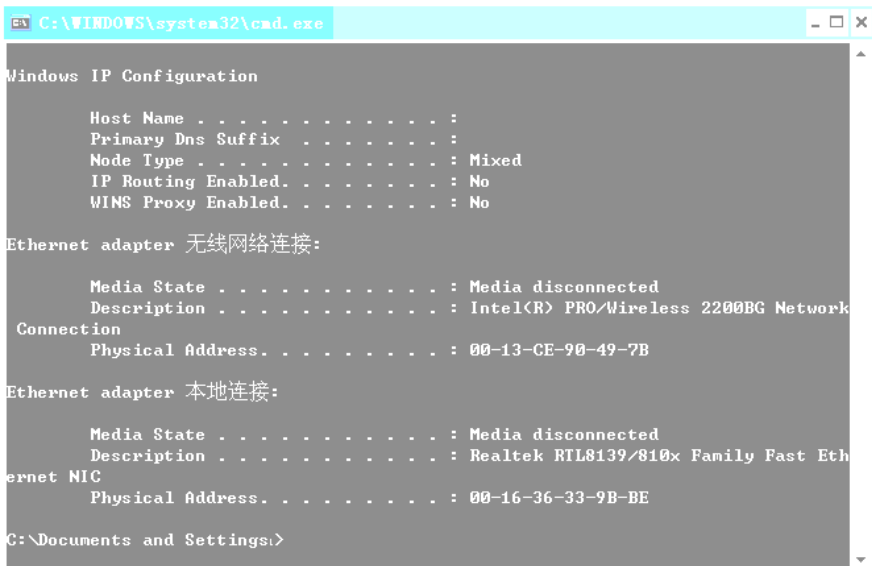 C:\WINDOWS\system32\cmd.exe
Windows IP Configuration
Host Name . . . . . . . . . . . . :
Primary Dns Suffix  . . . . . . . :
Node Type . . . . . . . . . . . . : Mixed
IP Routing Enabled. . . . . . . . : No
WINS Proxy Enabled. . . . . . . . : No
Ethernet adapter 无线网络连接:
Media State . . . . . . . . . . . : Media disconnected
Description . . . . . . . . . . . : Intel(R) PRO/Wireless 2200BG Network
Connection
Physical Address. . . . . . . . . : 00-13-CE-90-49-7B
Ethernet adapter 本地连接:
Media State . . . . . . . . . . . : Media disconnected
Description . . . . . . . . . . . : Realtek RTL8139/810x Family Fast Eth
ernet NIC
Physical Address. . . . . . . . . : 00-16-36-33-9B-BE
C:\Documents and Settings\>